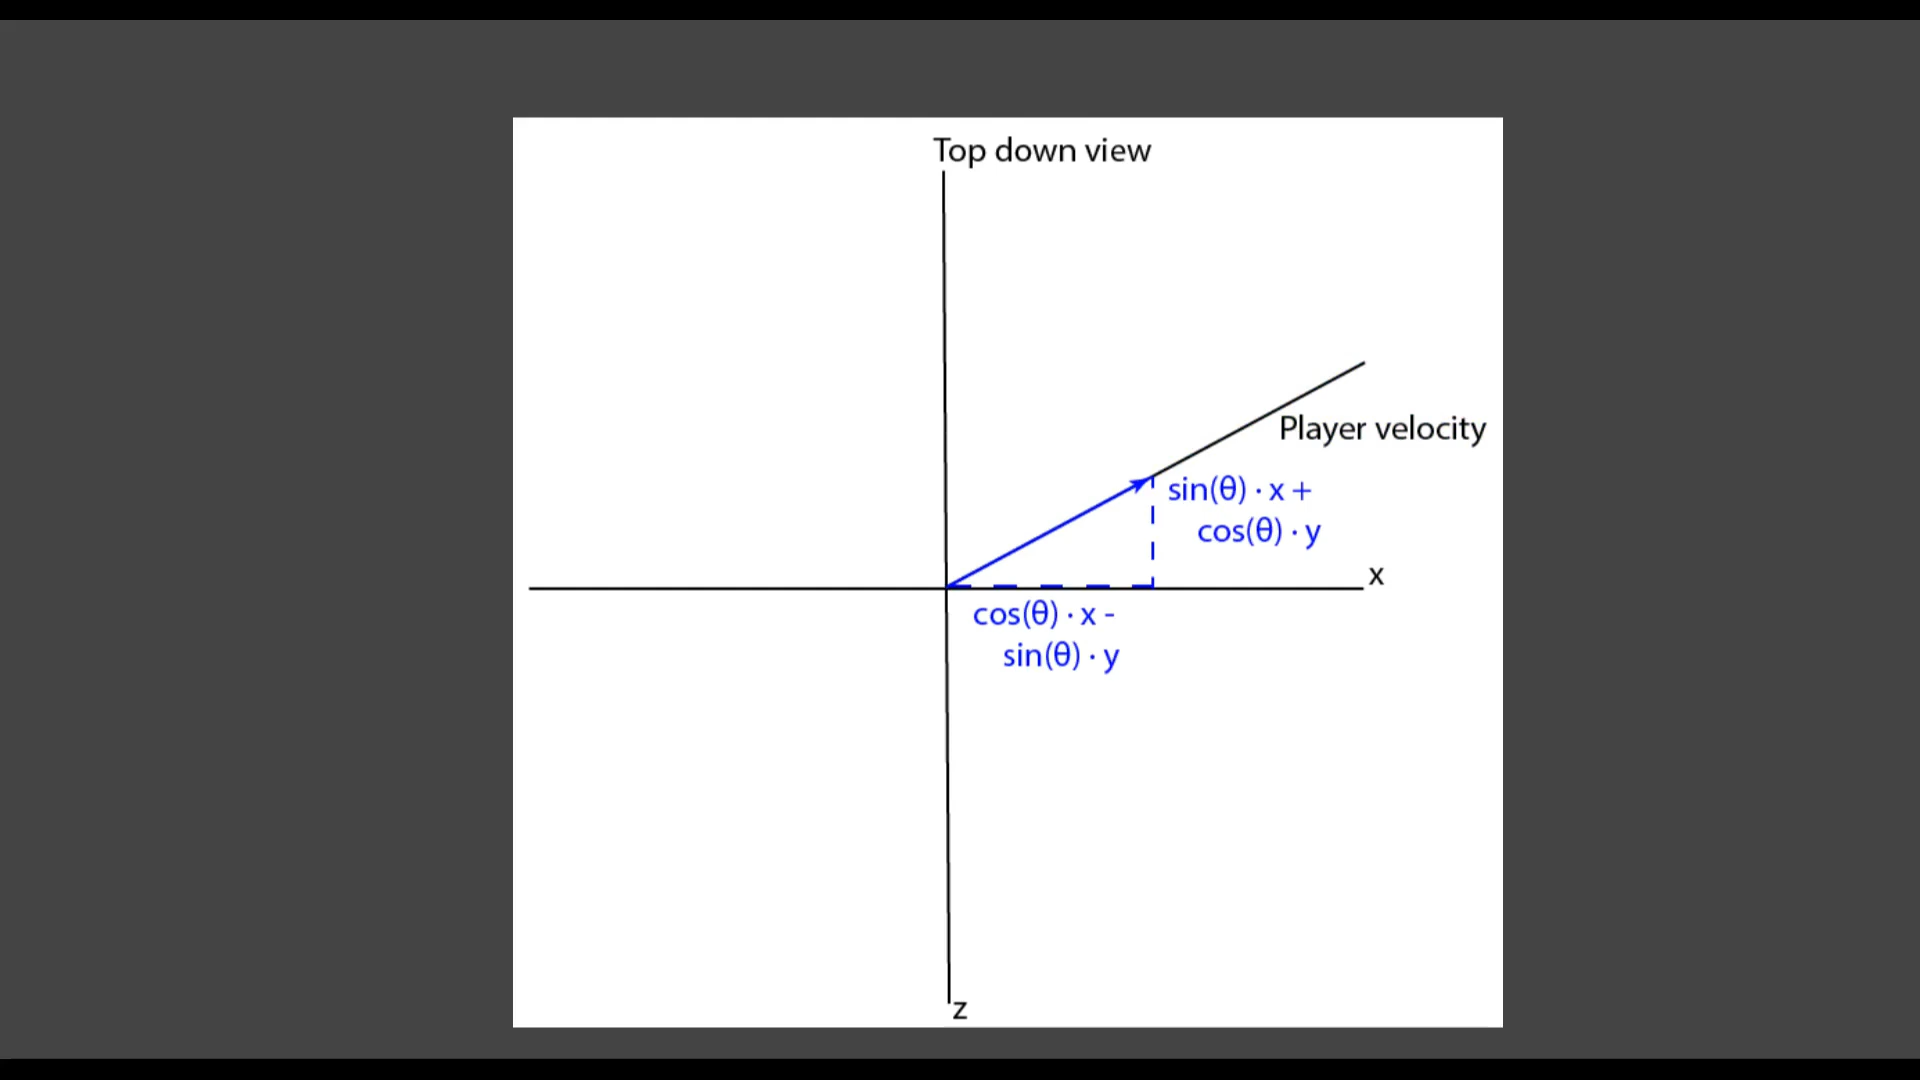 Top down view
Player velocity
sin(θ) · x +
cos(θ) · y
x
cos(θ) · x -
sin(θ) · y
z